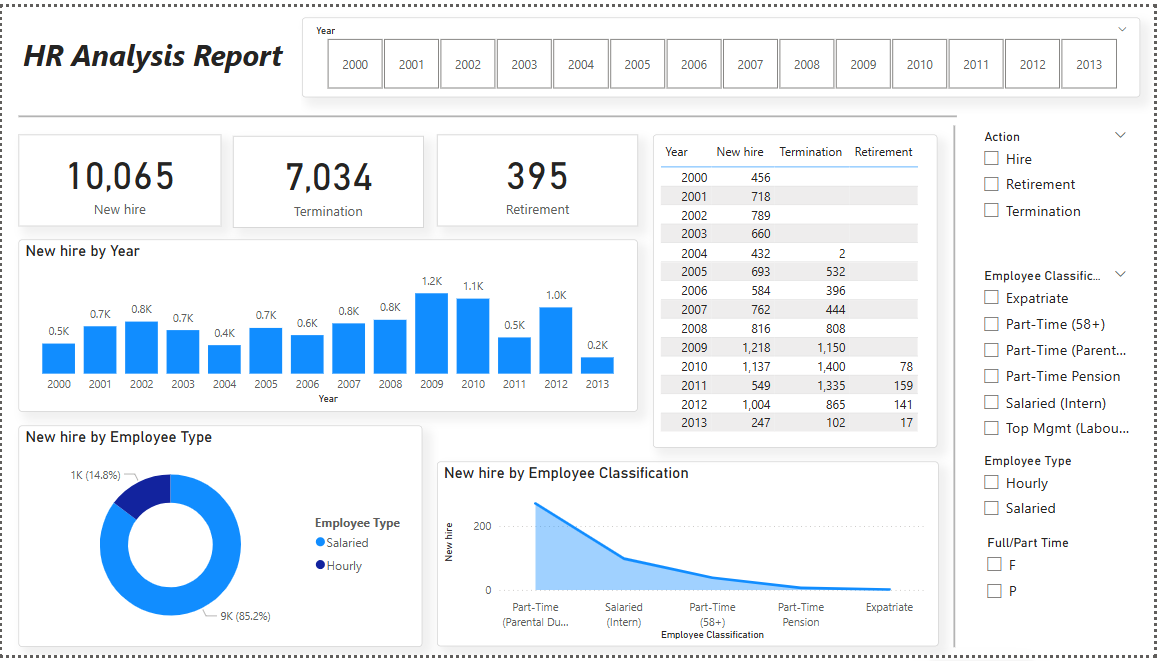 HR Analysis Report
Year
2000 2001 2002 2003 2004 2005 2006 2007 2008 2009 2010 2011 2012 2013
10,065
New hire
7,034
Termination
395
Retirement
Year New hire Termination Retirement
2000 456
2001 718
2002 789
2003 660
2004 432 2
2005 693 532
2006 584 396
2007 762 444
2008 816 808
2009 1,218 1,150
2010 1,137 1,400 78
2011 549 1,335 159
2012 1,004 865 141
2013 247 102 17
New hire by Year
0.5K 0.7K 0.8K 0.7K 0.4K 0.7K 0.6K 0.8K 0.8K 1.2K 1.1K 0.5K 1.0K 0.2K
2000 2001 2002 2003 2004 2005 2006 2007 2008 2009 2010 2011 2012 2013
Year
New hire by Employee Type
1K (14.8%)
9K (85.2%)
Employee Type
Salaried
Hourly
New hire by Employee Classification
New hire
200
0
Part-Time (Parental Du...
Salaried (Intern)
Part-Time (58+)
Part-Time Pension
Expatriate
Employee Classification
Action
Hire
Retirement
Termination
Employee Classific...
Expatriate
Part-Time (58+)
Part-Time (Parent...
Part-Time Pension
Salaried (Intern)
Top Mgmt (Labou...
Employee Type
Hourly
Salaried
Full/Part Time
F
P